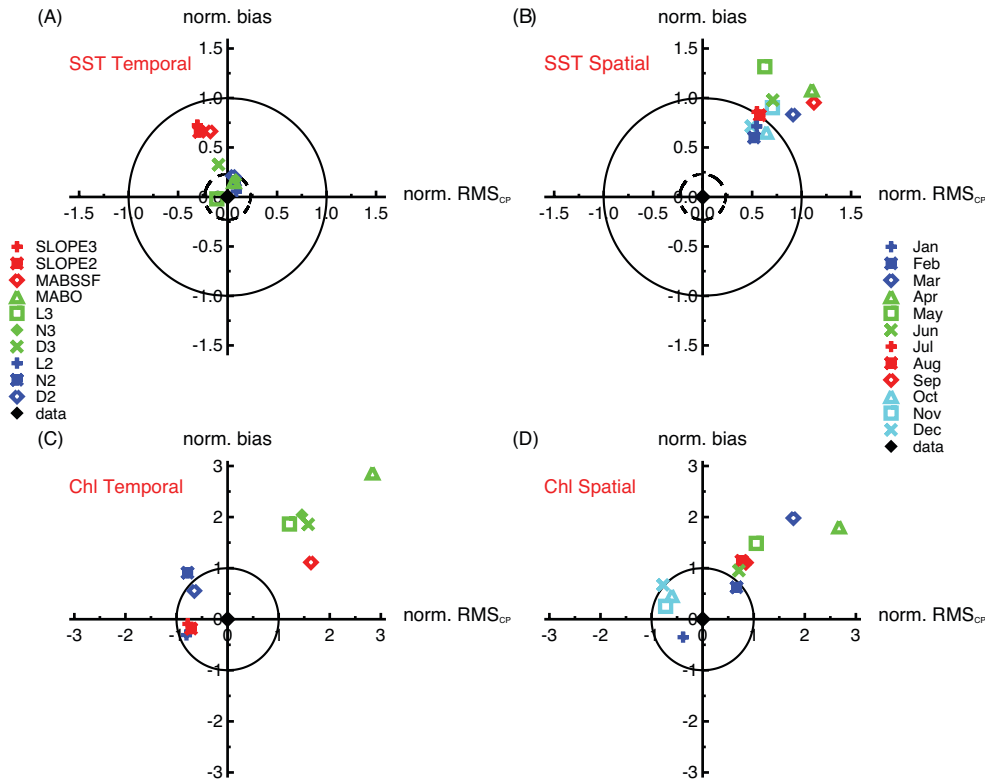 (A)
norm. bias
SST Temporal
1.5
1.0
0.5
0.0
-0.5
-1.0
-1.5
-1.5 -1.0 -0.5 0.5 1.0 1.5
norm. RMSCP
(B)
norm. bias
SST Spatial
1.5
1.0
0.5
0.0
-0.5
-1.0
-1.5
-1.5 -1.0 -0.5 0.5 1.0 1.5
norm. RMSCP
SLOPE3
SLOPE2
MABSSF
MABO
L3
N3
D3
L2
N2
D2
data
Jan
Feb
Mar
Apr
May
Jun
Jul
Aug
Sep
Oct
Nov
Dec
data
(C)
norm. bias
Chl Temporal
3
2
1
0
-1
-2
-3
-3 -2 -1 0 1 2 3
norm. RMSCP
(D)
norm. bias
Chl Spatial
3
2
1
0
-1
-2
-3
-3 -2 -1 0 1 2 3
norm. RMSCP